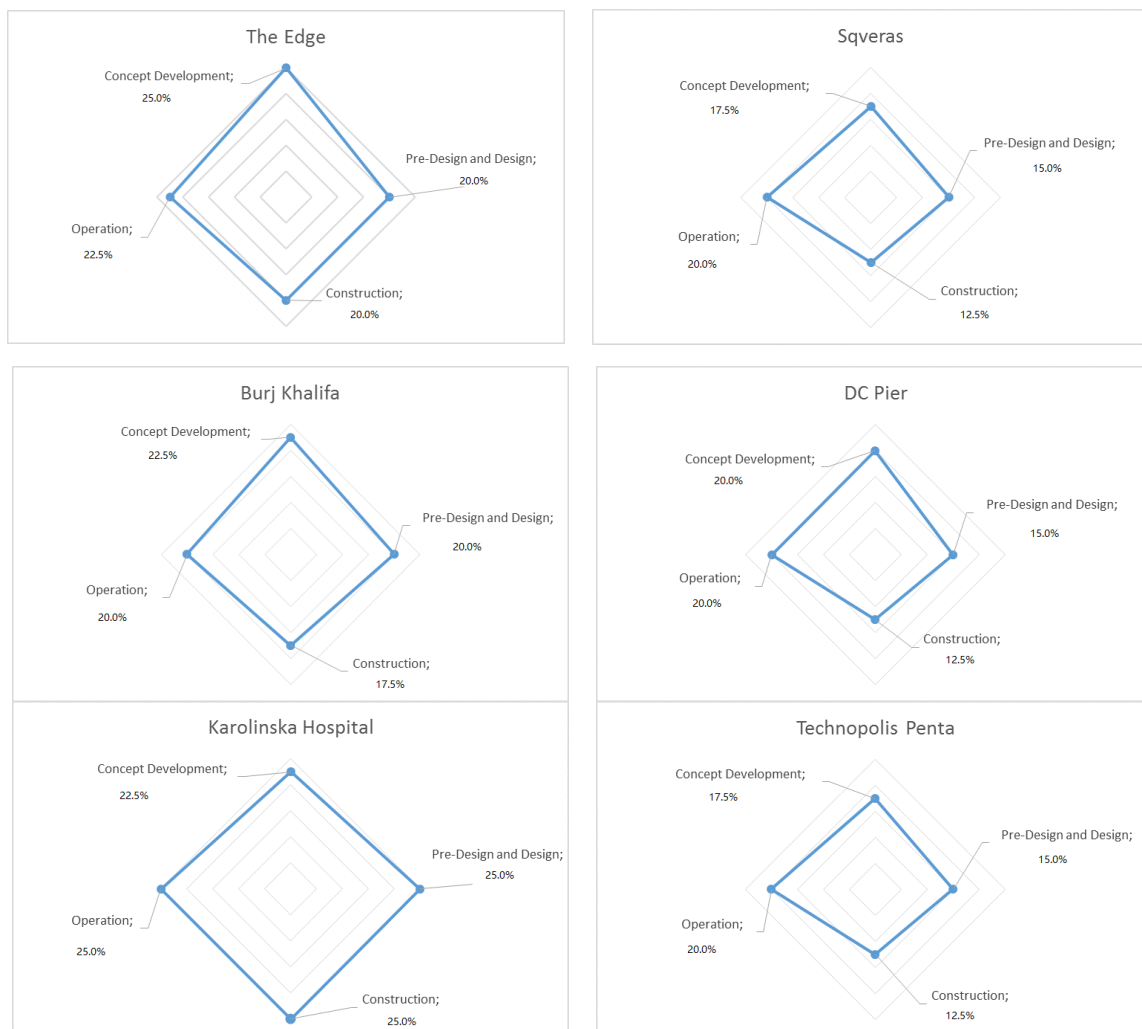 The Edge
Concept Development;
25.0%
Pre-Design and Design;
20.0%
Operation;
22.5%
Construction;
20.0%
Sqveras
Concept Development;
17.5%
Pre-Design and Design;
15.0%
Operation;
20.0%
Construction;
12.5%
Burj Khalifa
Concept Development;
22.5%
Pre-Design and Design;
20.0%
Operation;
20.0%
Construction;
17.5%
DC Pier
Concept Development;
20.0%
Pre-Design and Design;
15.0%
Operation;
20.0%
Construction;
12.5%
Karolinska Hospital
Concept Development;
22.5%
Pre-Design and Design;
25.0%
Operation;
25.0%
Construction;
25.0%
Technopolis Penta
Concept Development;
17.5%
Pre-Design and Design;
15.0%
Operation;
20.0%
Construction;
12.5%